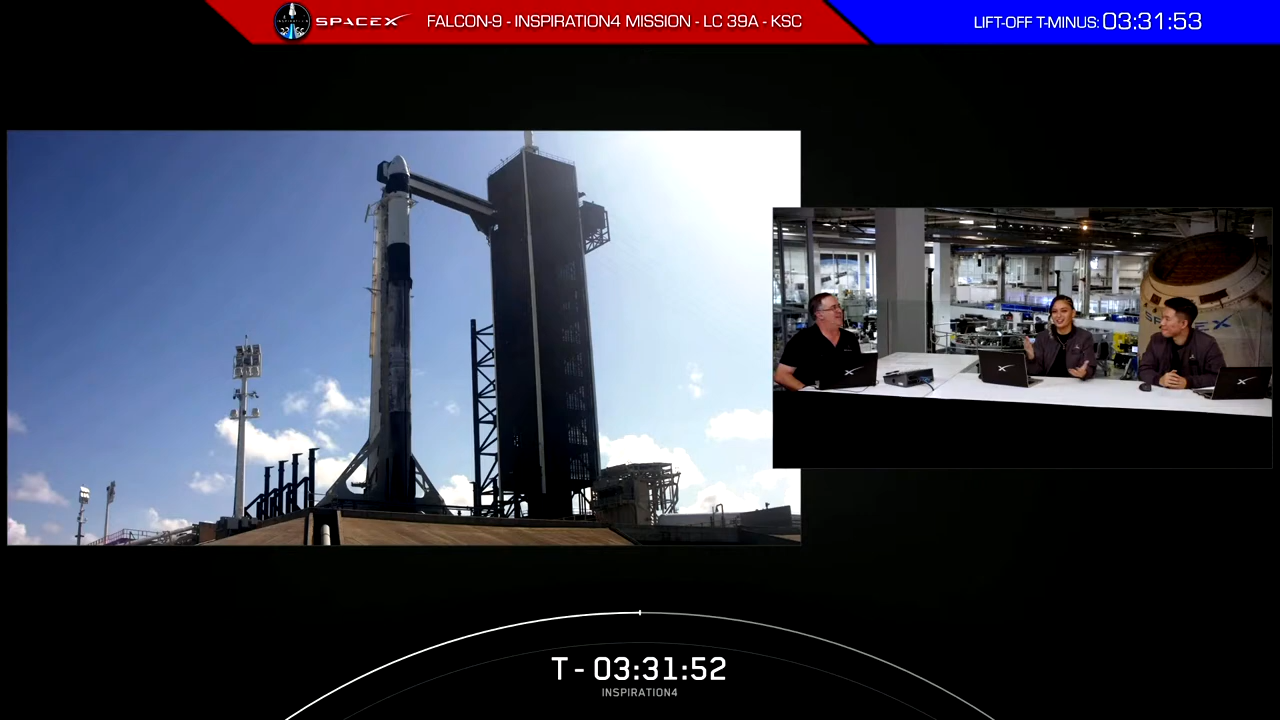 SPACEX FALCON-9 - INSPIRATION4 MISSION - LC 39A - KSC
LIFT-OFF T-MINUS: 03:31:53
SPACEX
T - 03:31:52
INSPIRATION4